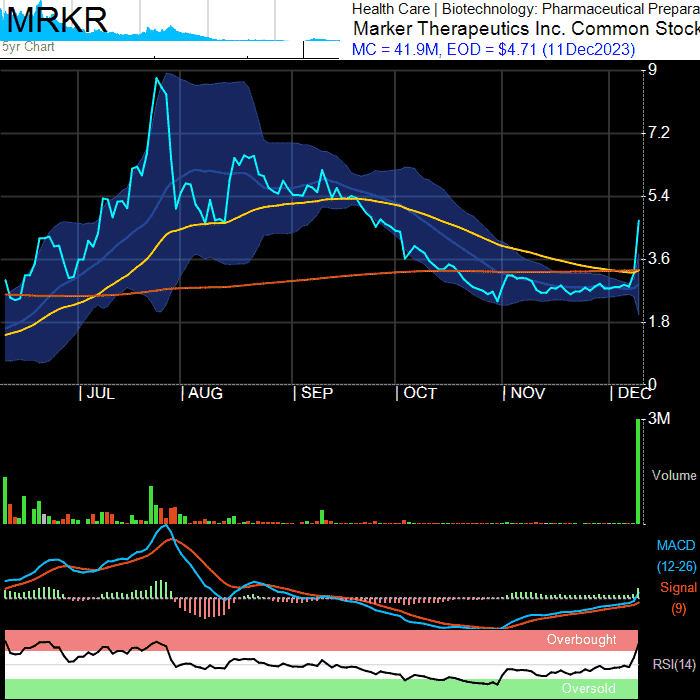 MRKR
5yr Chart
Health Care | Biotechnology: Pharmaceutical Prepara
Marker Therapeutics Inc. Common Stock
MC = 41.9M, EOD = $4.71 (11Dec2023)
9
7.2
5.4
3.6
1.8
0
| JUL | AUG | SEP | OCT | NOV | DEC
3M
Volume
MACD
(12-26)
Signal
(9)
Overbought
RSI(14)
Oversold